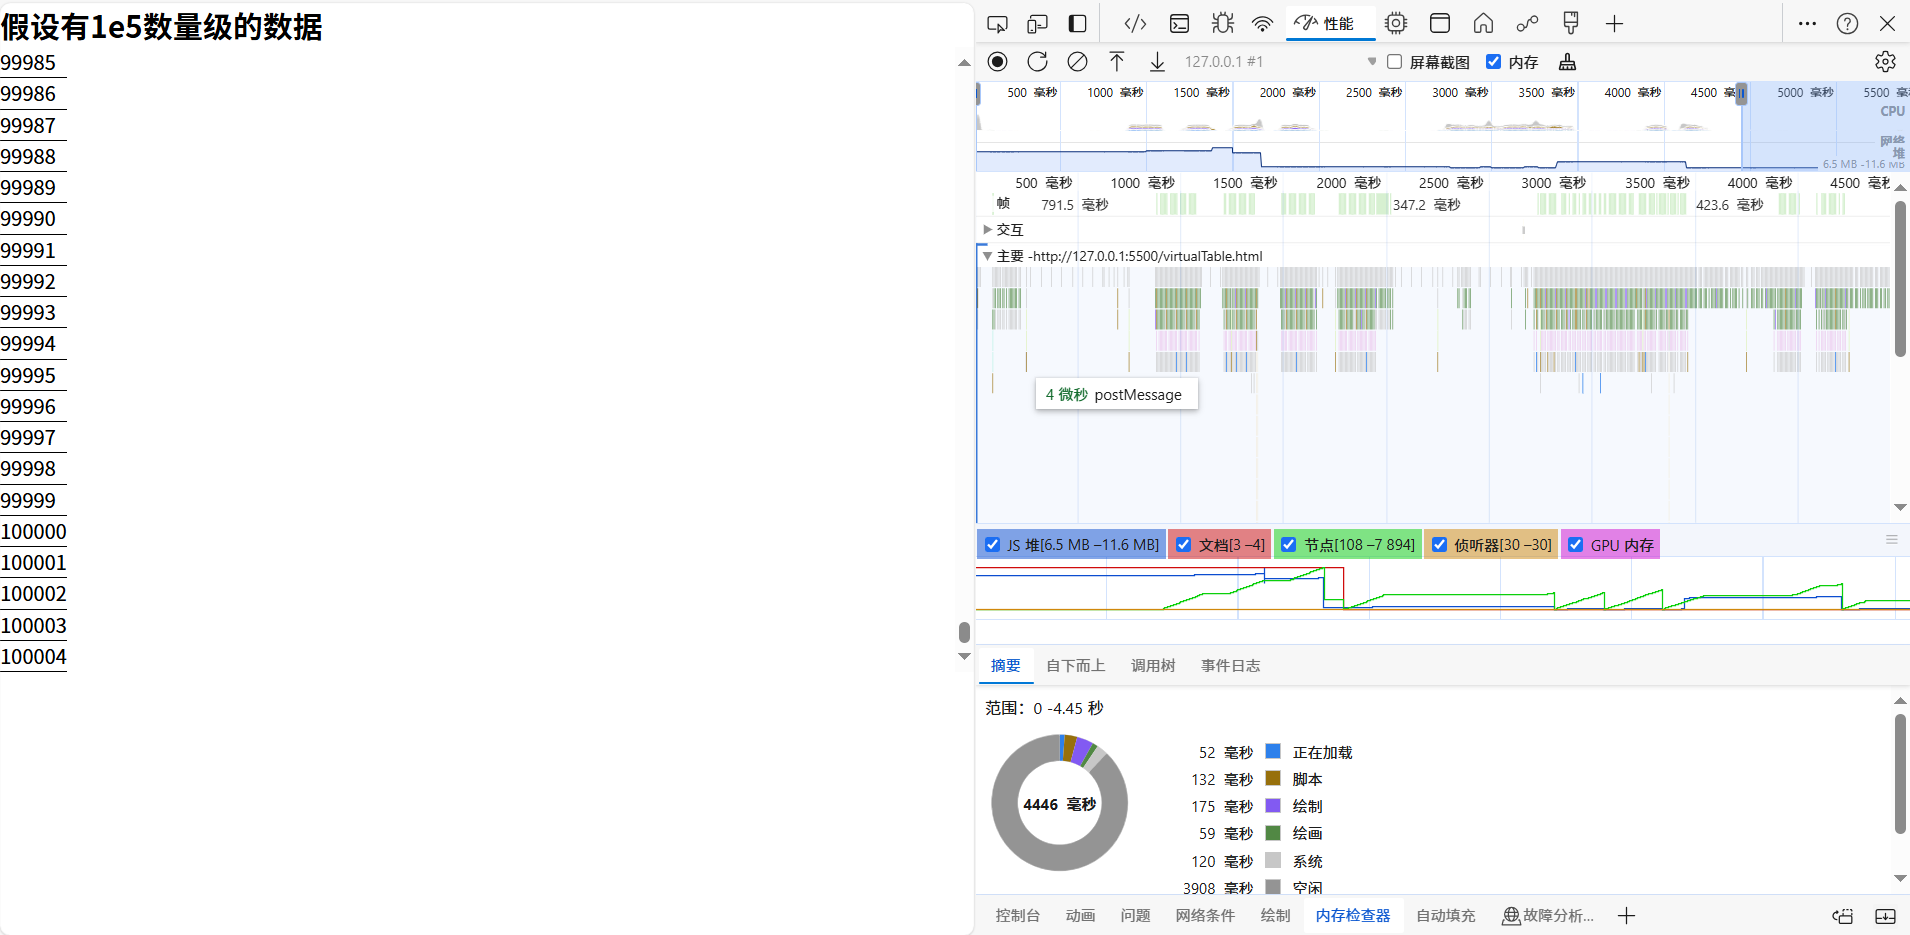 假设有1e5数量级的数据
99985
99986
99987
99988
99989
99990
99991
99992
99993
99994
99995
99996
99997
99998
99999
100000
100001
100002
100003
100004
性能
127.0.0.1 #1
屏幕截图
内存
500 毫秒 1000 毫秒 1500 毫秒 2000 毫秒 2500 毫秒 3000 毫秒 3500 毫秒 4000 毫秒 4500 毫 5000 毫秒 5500 毫
CPU
网络
堆
6.5 MB -11.6 MB
500 毫秒 1000 毫秒 1500 毫秒 2000 毫秒 2500 毫秒 3000 毫秒 3500 毫秒 4000 毫秒 4500 毫
帧 791.5 毫秒 347.2 毫秒 423.6 毫秒
交互
主要 -http://127.0.0.1:5500/virtualTable.html
4 微秒 postMessage
JS 堆[6.5 MB –11.6 MB] 文档[3 –4] 节点[108 –7 894] 侦听器[30 –30] GPU 内存
摘要 自下而上 调用树 事件日志
范围：0 -4.45 秒
4446 毫秒
52 毫秒 正在加载
132 毫秒 脚本
175 毫秒 绘制
59 毫秒 绘画
120 毫秒 系统
3908 毫秒 空闲
控制台 动画 问题 网络条件 绘制 内存检查器 自动填充 故障分析...